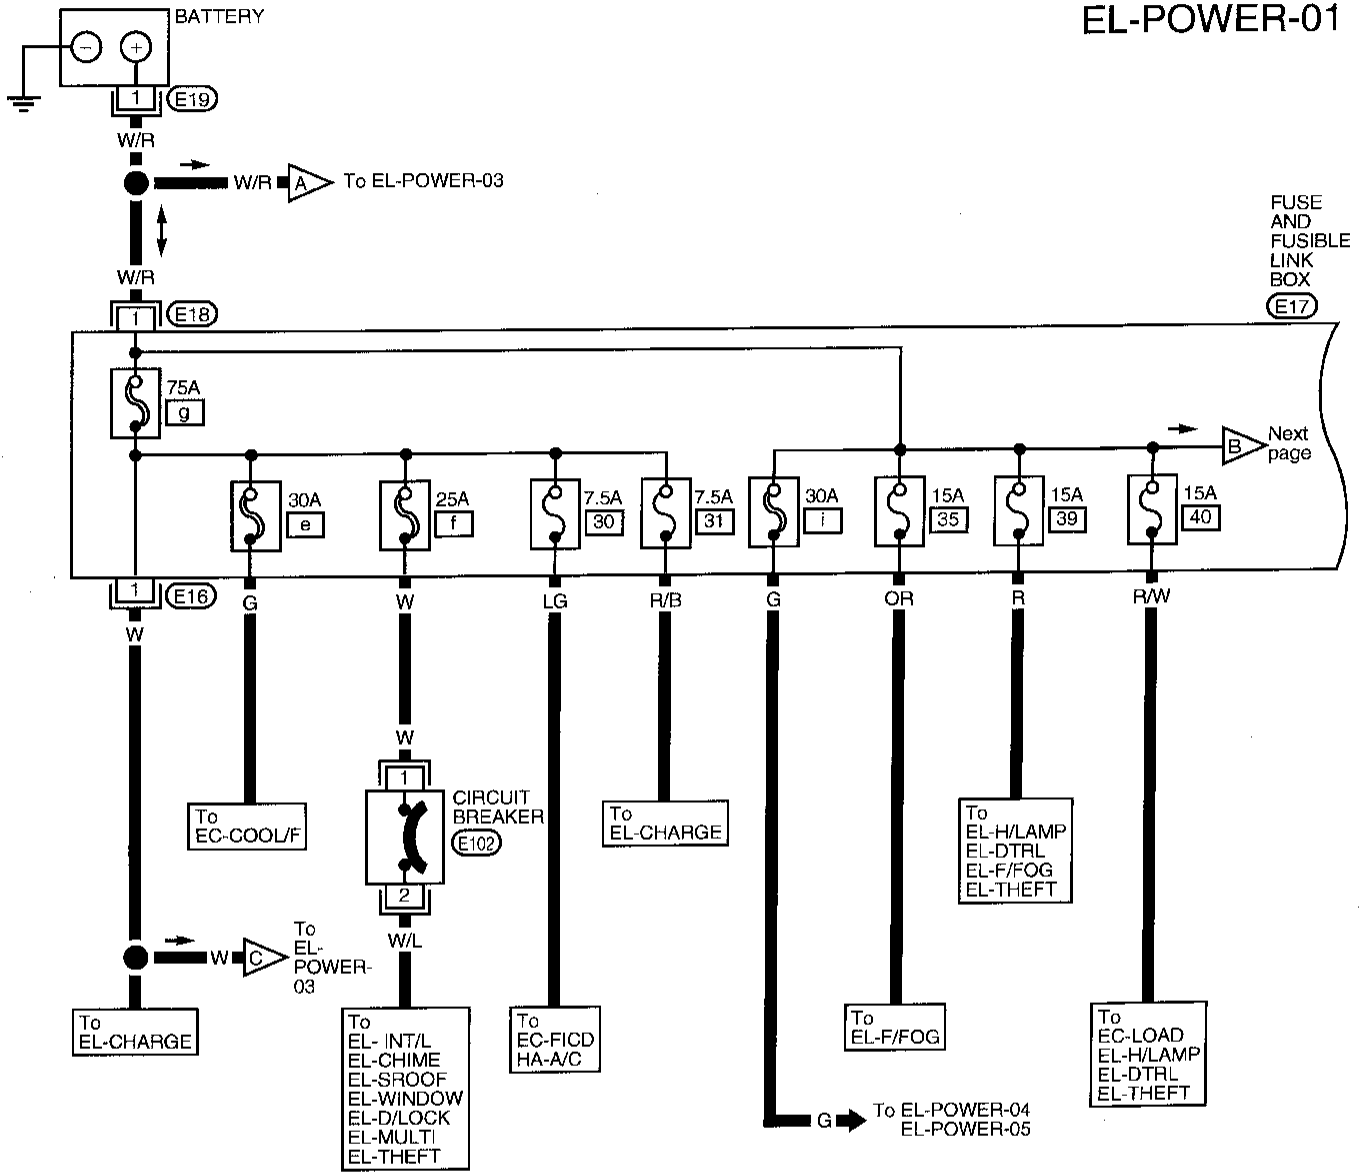 EL-POWER-01
BATTERY
− +
1 E19
W/R
W/R A To EL-POWER-03
W/R
1 E18
FUSE
AND
FUSIBLE
LINK
BOX
E17
75A
g
B Next
page
30A
e
25A
f
7.5A
30
7.5A
31
30A
i
15A
35
15A
39
15A
40
1 E16
W
G
W
LG
R/B
G
OR
R
R/W
W
1
CIRCUIT
BREAKER
E102
2
W/L
To
EC-COOL/F
To
EL-CHARGE
To
EL-H/LAMP
EL-DTRL
EL-F/FOG
EL-THEFT
W C
To
EL-
POWER-
03
To
EL-CHARGE
To
EL- INT/L
EL-CHIME
EL-SROOF
EL-WINDOW
EL-D/LOCK
EL-MULTI
EL-THEFT
To
EC-FICD
HA-A/C
To
EL-F/FOG
To
EC-LOAD
EL-H/LAMP
EL-DTRL
EL-THEFT
G To EL-POWER-04
EL-POWER-05